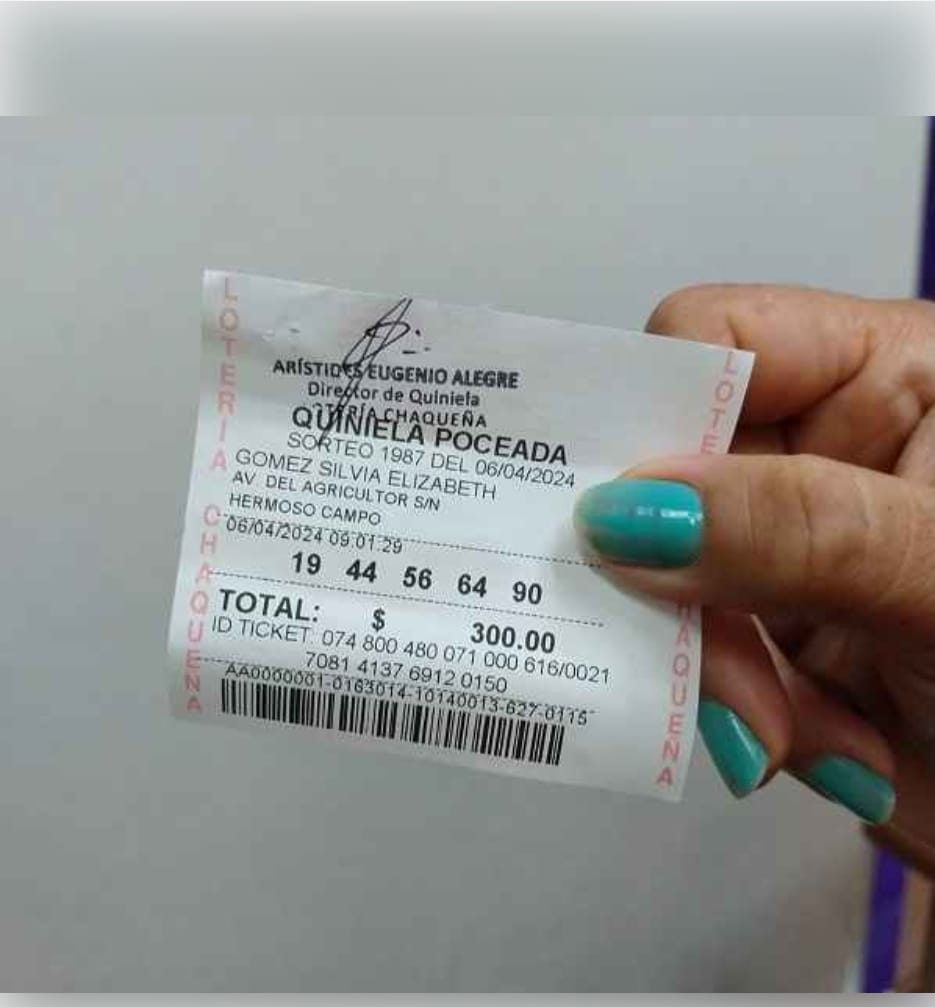 ARÍSTIDES EUGENIO ALEGRE
Director de Quiniela
LOTERÍA CHAQUEÑA
QUINIELA POCEADA
SORTEO 1987 DEL 06/04/2024
GOMEZ SILVIA ELIZABETH
AV. DEL AGRICULTOR S/N
HERMOSO CAMPO
06/04/2024 09:01:29
19 44 56 64 90
TOTAL: $ 300.00
ID TICKET: 074 800 480 071 000 616/0021
7081 4137 6912 0150
AA0000001-0163014-10140013-627-0115
LOTERIA CHAQUEÑA